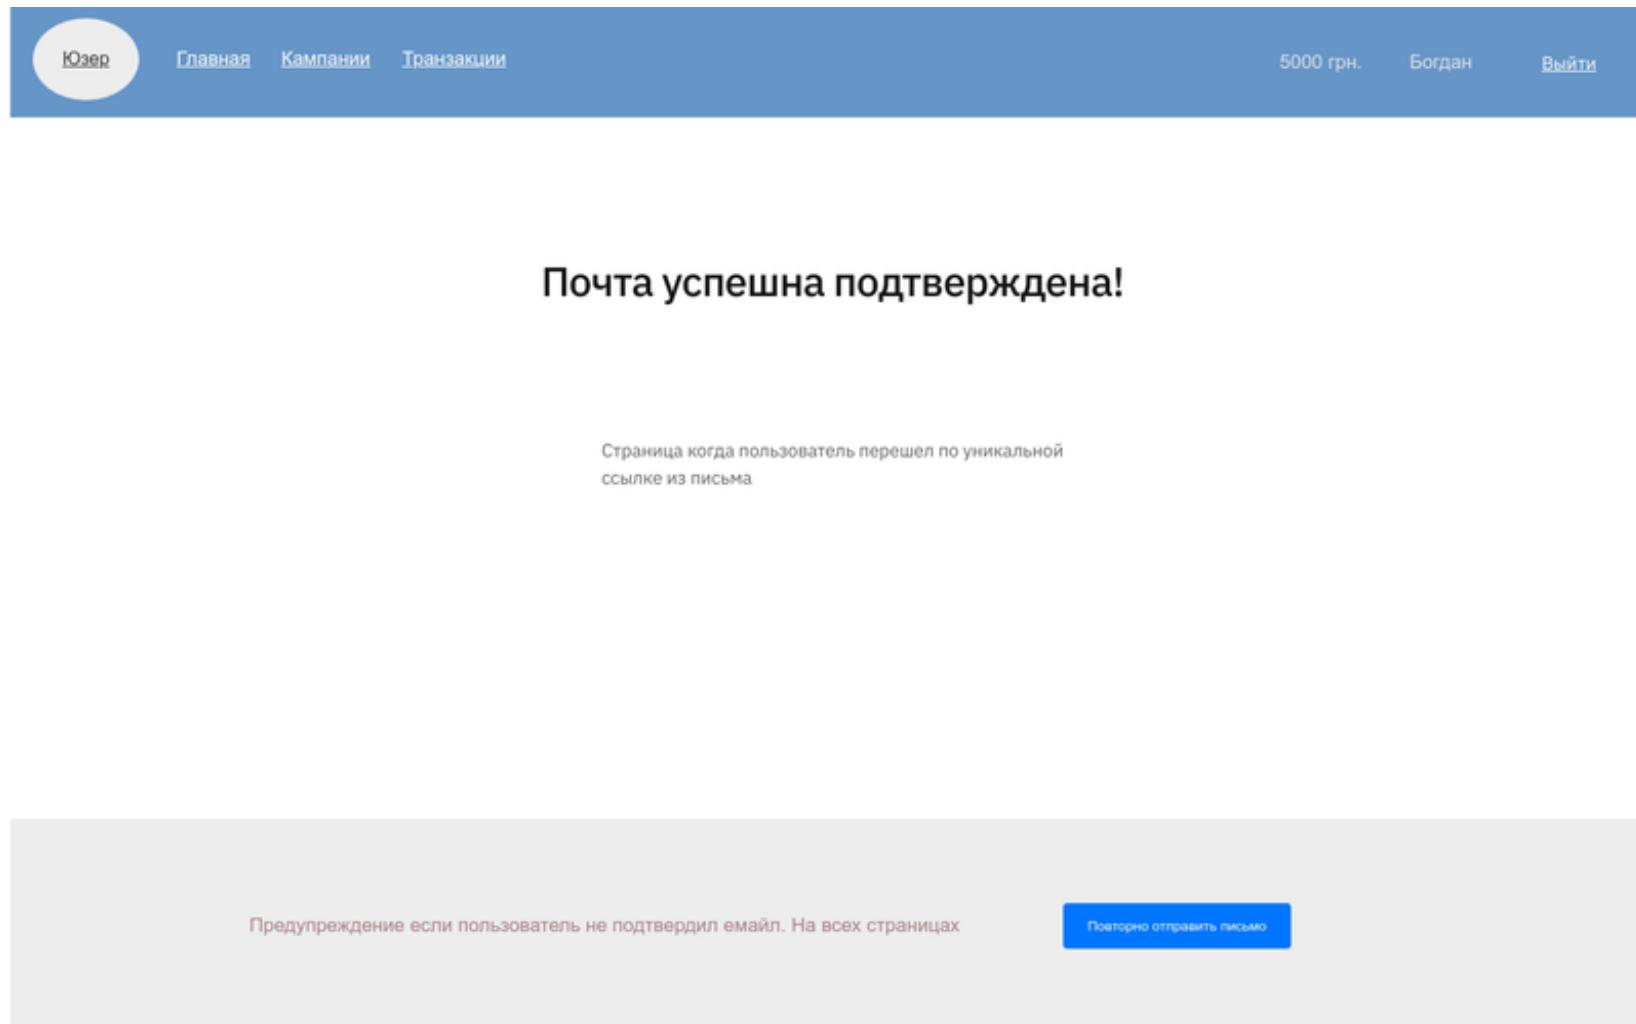 Юзер Главная Кампании Транзакции 5000 грн. Богдан Выйти
Почта успешна подтверждена!
Страница когда пользователь перешел по уникальной
ссылке из письма
Предупреждение если пользователь не подтвердил емайл. На всех страницах Повторно отправить письмо